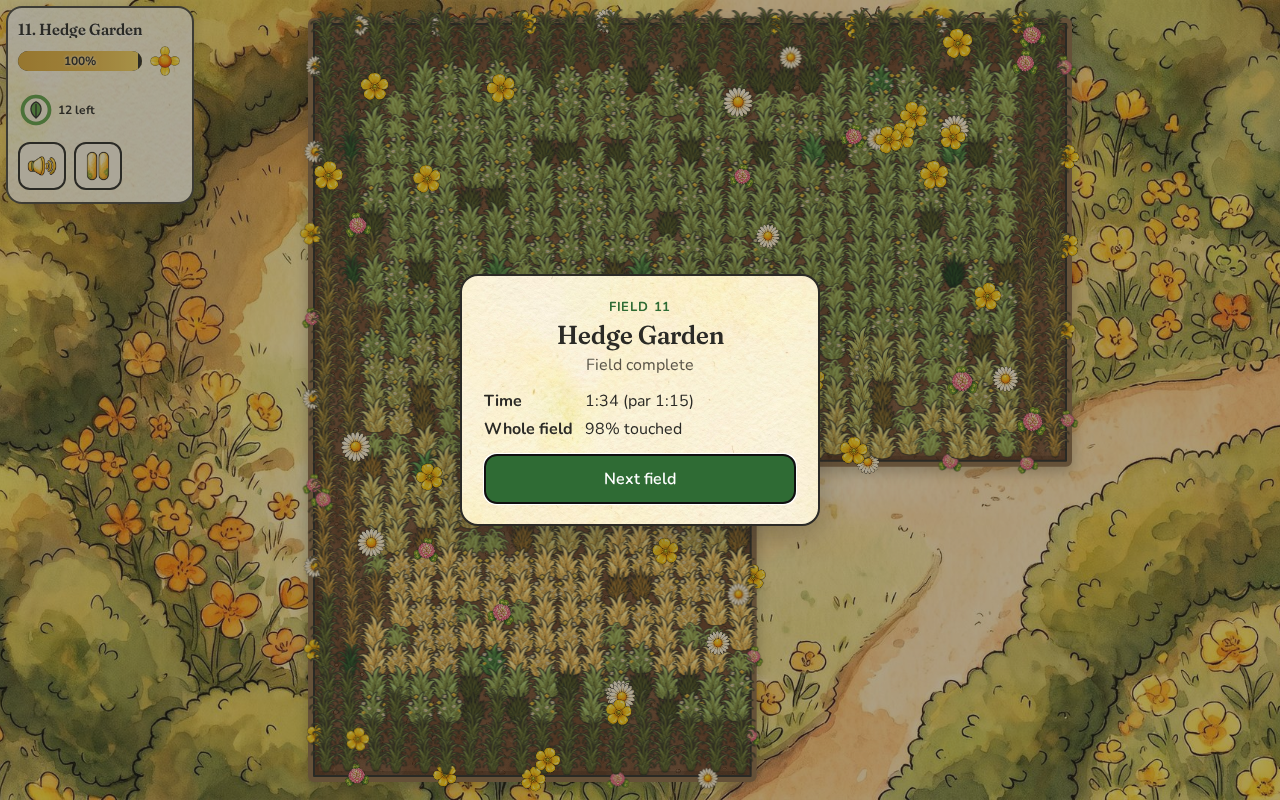 11. Hedge Garden
100%
12 left
FIELD 11
Hedge Garden
Field complete
Time 1:34 (par 1:15)
Whole field 98% touched
Next field